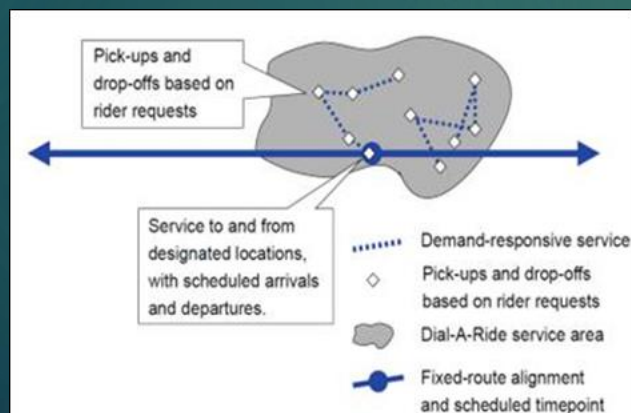 Pick-ups and
drop-offs based on
rider requests
Service to and from
designated locations,
with scheduled arrivals
and departures.
Demand-responsive service
Pick-ups and drop-offs
based on rider requests
Dial-A-Ride service area
Fixed-route alignment
and scheduled timepoint